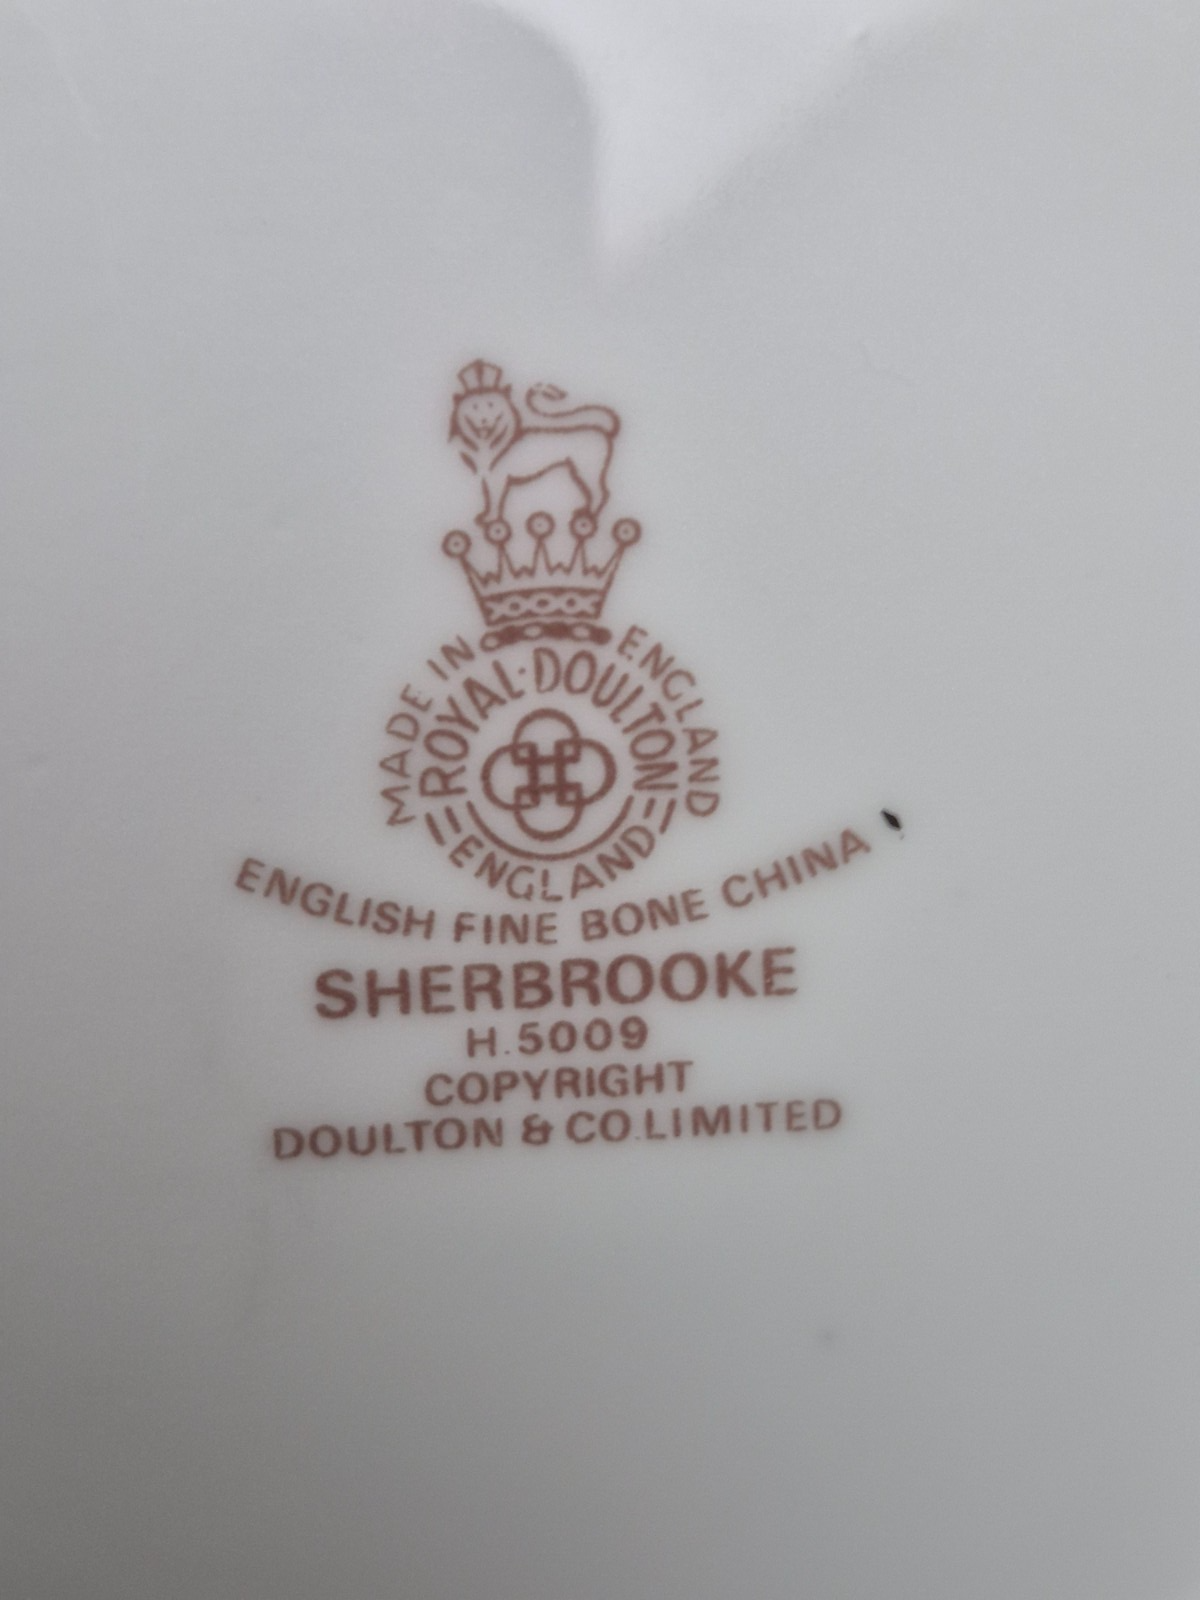 MADE IN ENGLAND
ROYAL·DOULTON
ENGLAND
ENGLISH FINE BONE CHINA
SHERBROOKE
H.5009
COPYRIGHT
DOULTON & CO.LIMITED